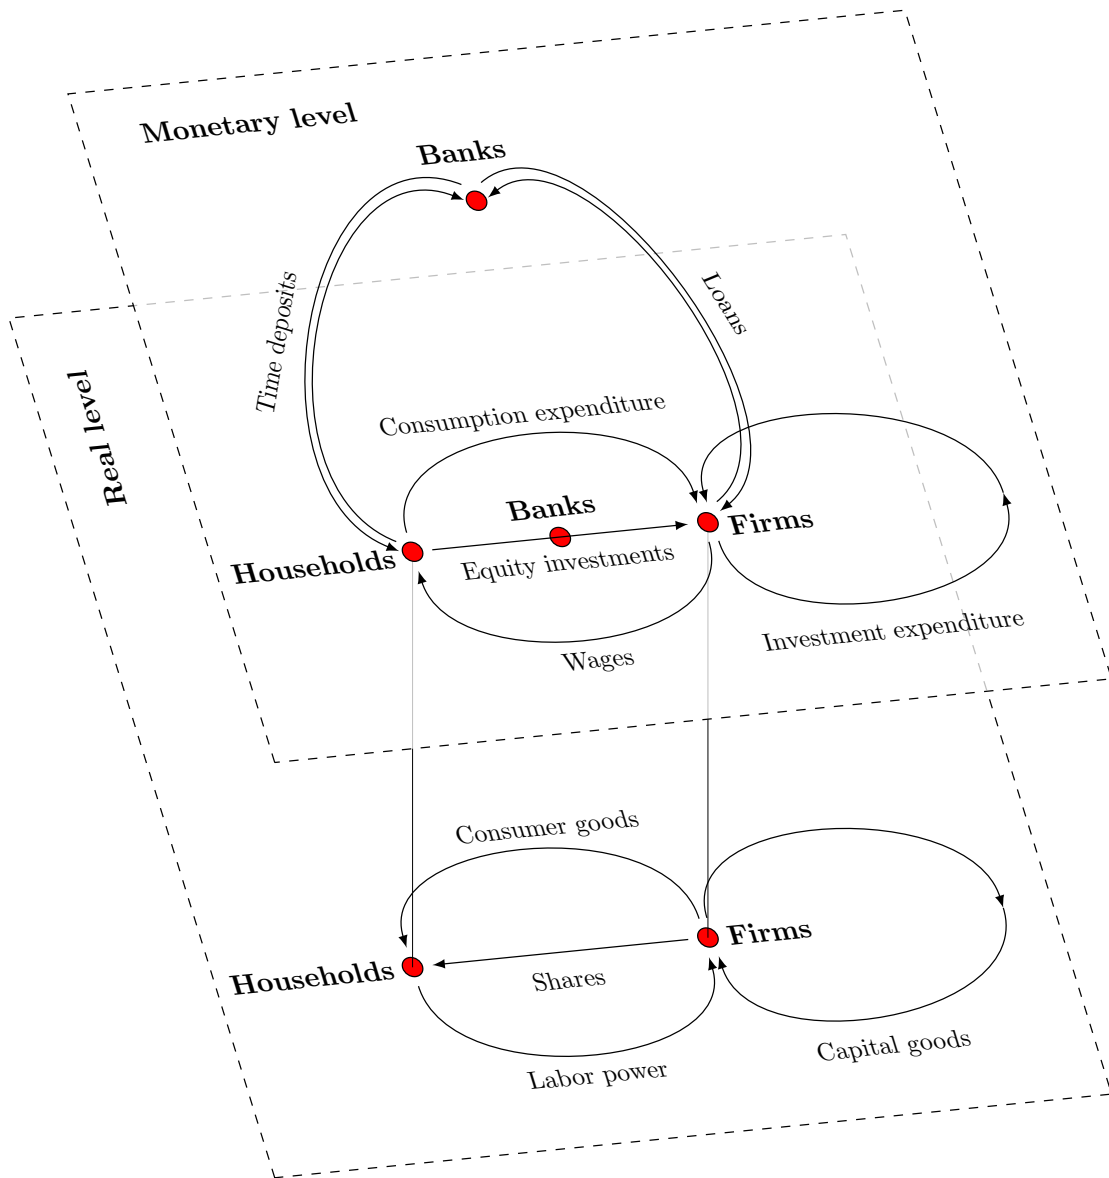 Monetary level
Banks
Time deposits
Loans
Real level
Consumption expenditure
Banks
Firms
Households
Equity investments
Investment expenditure
Wages
Consumer goods
Firms
Households
Shares
Capital goods
Labor power